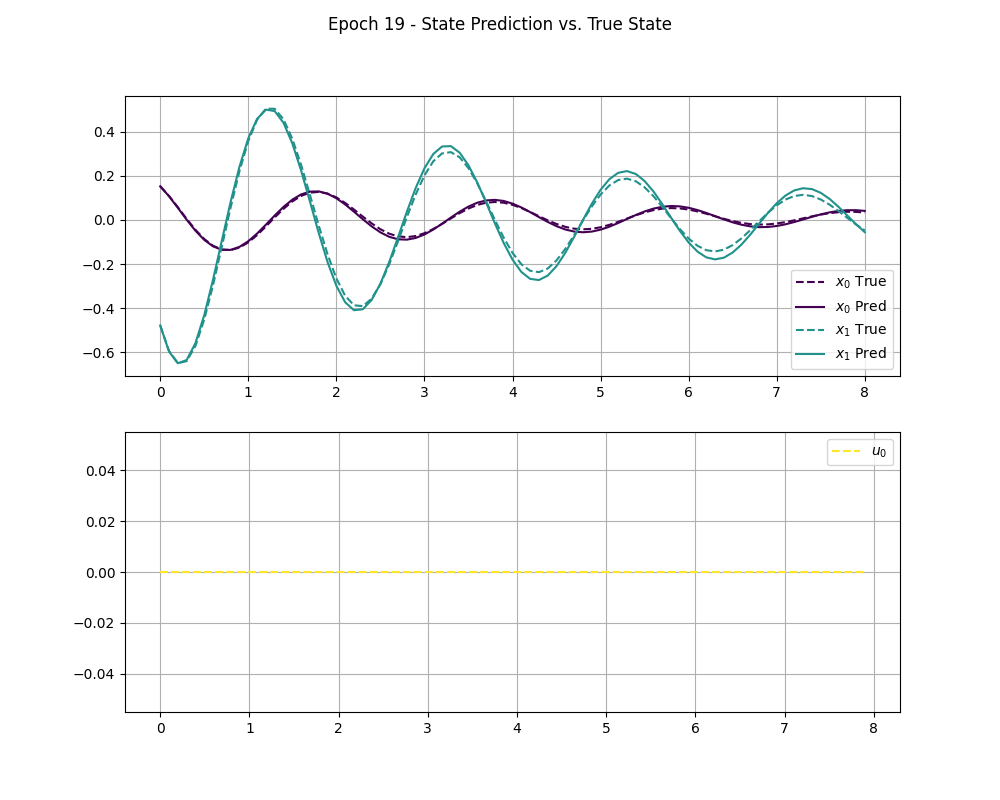 Epoch 19 - State Prediction vs. True State
0.4
0.2
0.0
−0.2
−0.4
−0.6
x₀ True
x₀ Pred
x₁ True
x₁ Pred
0 1 2 3 4 5 6 7 8
0.04
0.02
0.00
−0.02
−0.04
u₀
0 1 2 3 4 5 6 7 8